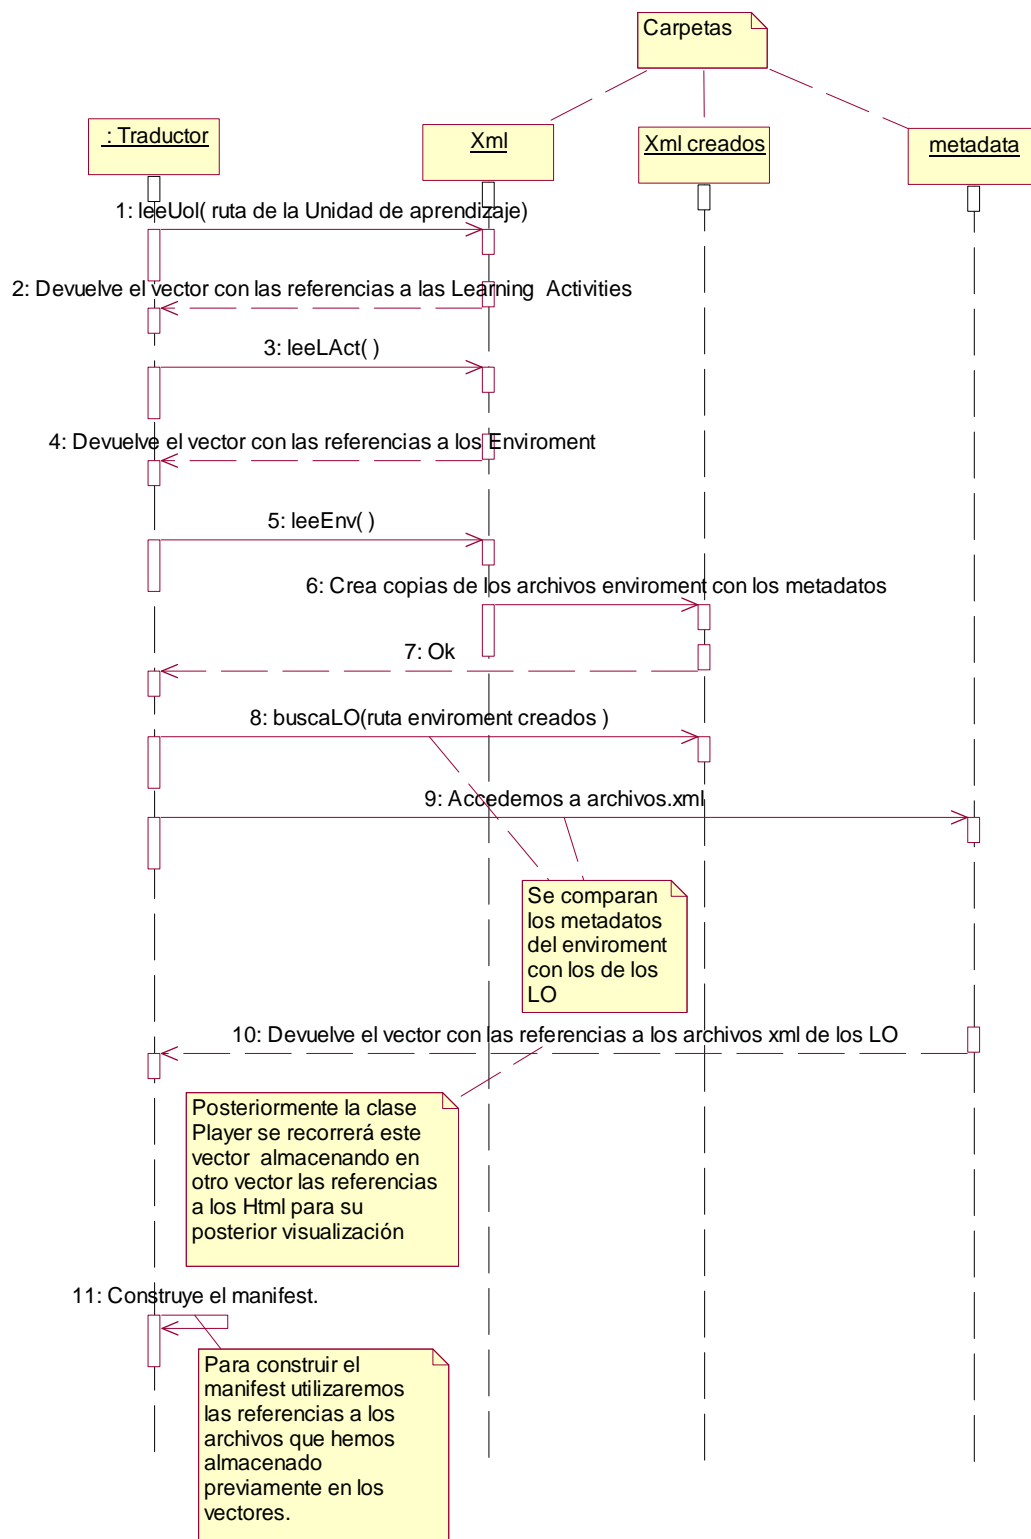 Carpetas
: Traductor
Xml
Xml creados
metadata
1: leeUol( ruta de la Unidad de aprendizaje)
2: Devuelve el vector con las referencias a las Learning  Activities
3: leeLAct( )
4: Devuelve el vector con las referencias a los Enviroment
5: leeEnv( )
6: Crea copias de los archivos enviroment con los metadatos
7: Ok
8: buscaLO(ruta enviroment creados )
9: Accedemos a archivos.xml
Se comparan
los metadatos
del enviroment
con los de los
LO
10: Devuelve el vector con las referencias a los archivos xml de los LO
Posteriormente la clase
Player se recorrerá este
vector  almacenando en
otro vector las referencias
a los Html para su
posterior visualización
11: Construye el manifest.
Para construir el
manifest utilizaremos
las referencias a los
archivos que hemos
almacenado
previamente en los
vectores.